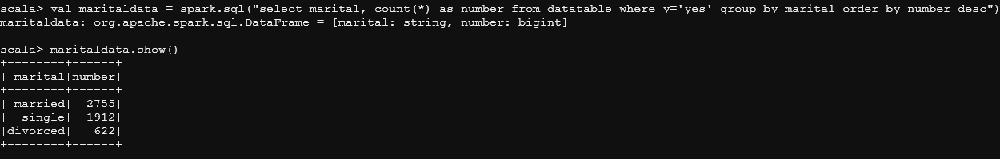 scala> val maritaldata = spark.sql("select marital, count(*) as number from datatable where y='yes' group by marital order by number desc")
maritaldata: org.apache.spark.sql.DataFrame = [marital: string, number: bigint]
scala> maritaldata.show()
+--------+------+
| marital|number|
+--------+------+
| married|  2755|
|  single|  1912|
|divorced|   622|
+--------+------+